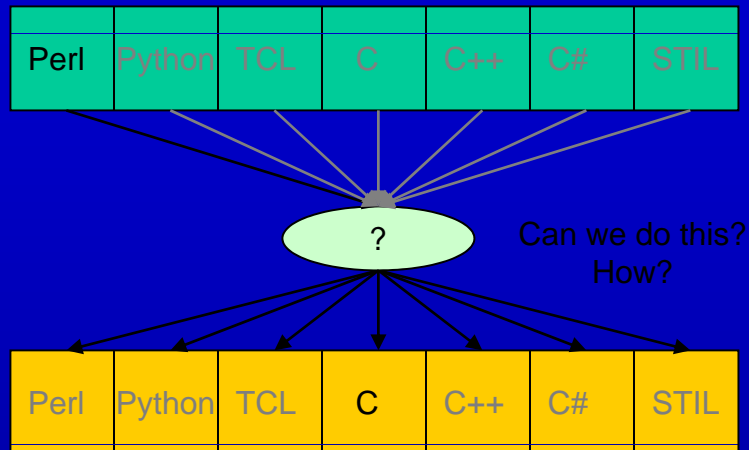 Perl Python TCL C C++ C# STIL
?
Can we do this?
How?
Perl Python TCL C C++ C# STIL